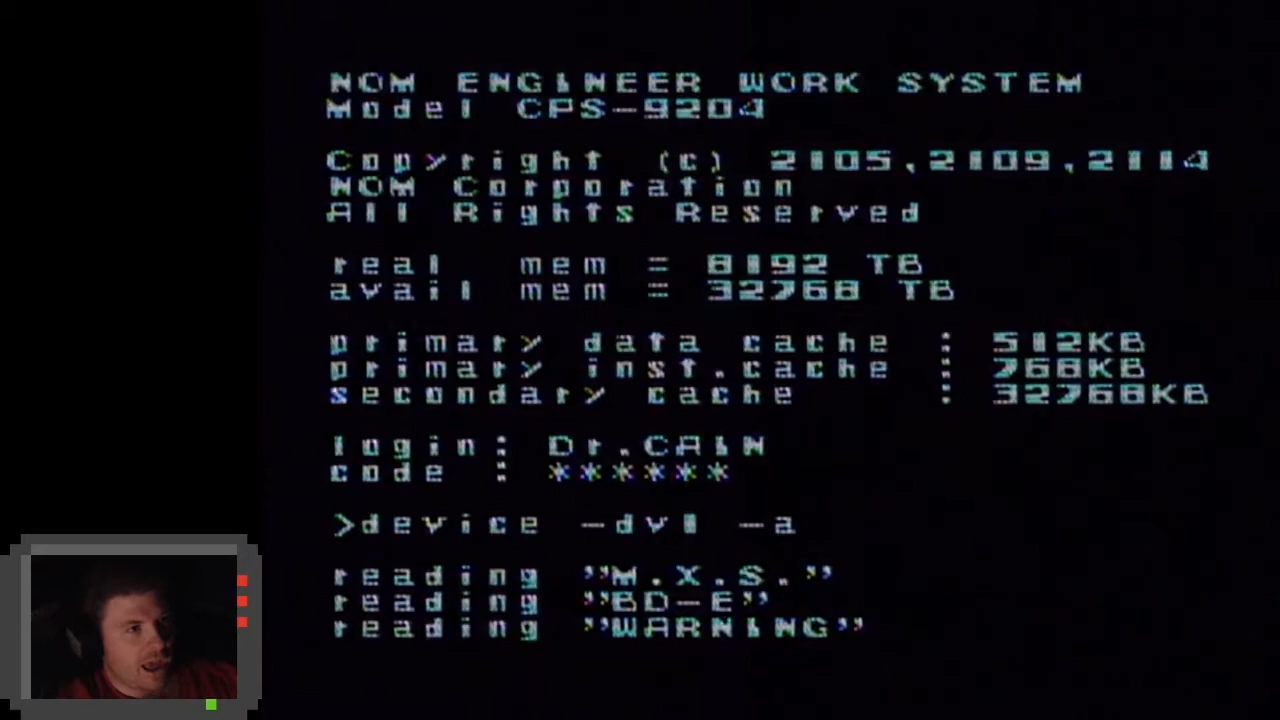 NOM ENGINEER WORK SYSTEM
Model CPS-9204
Copyright (c) 2105,2109,2114
NOM Corporation
All Rights Reserved
real mem = 8192 TB
avail mem = 32768 TB
primary data cache : 512KB
primary inst.cache : 768KB
secondary cache : 32768KB
login: Dr.CAIN
code : ******
>device -dvl -a
reading "M.X.S."
reading "BD-E"
reading "WARNING"